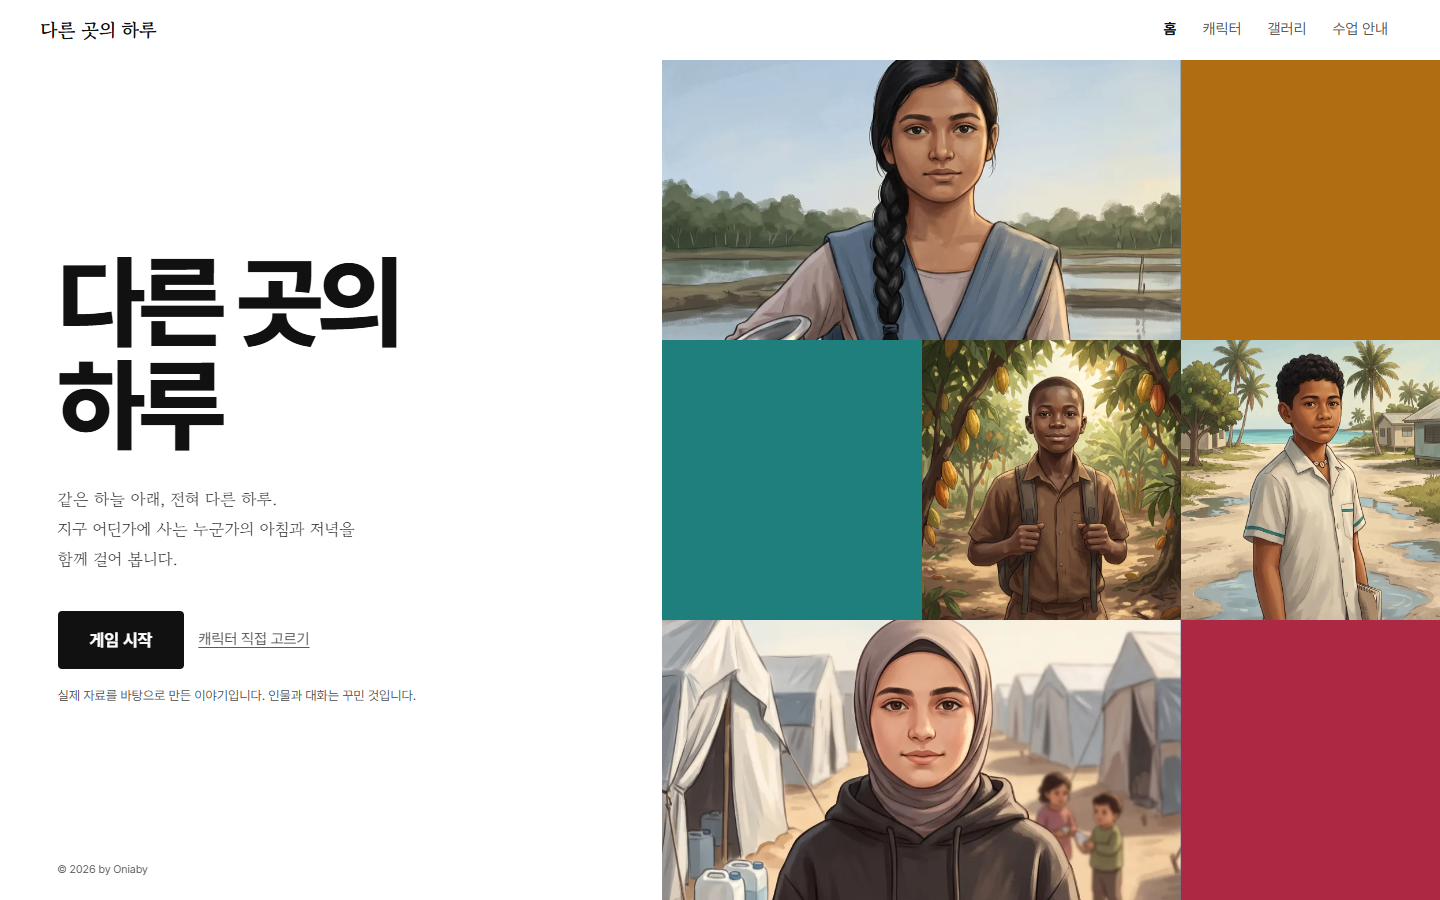 다른 곳의 하루
홈 캐릭터 갤러리 수업 안내
다른 곳의
하루
같은 하늘 아래, 전혀 다른 하루.
지구 어딘가에 사는 누군가의 아침과 저녁을
함께 걸어 봅니다.
게임 시작 캐릭터 직접 고르기
실제 자료를 바탕으로 만든 이야기입니다. 인물과 대화는 꾸민 것입니다.
© 2026 by Oniaby